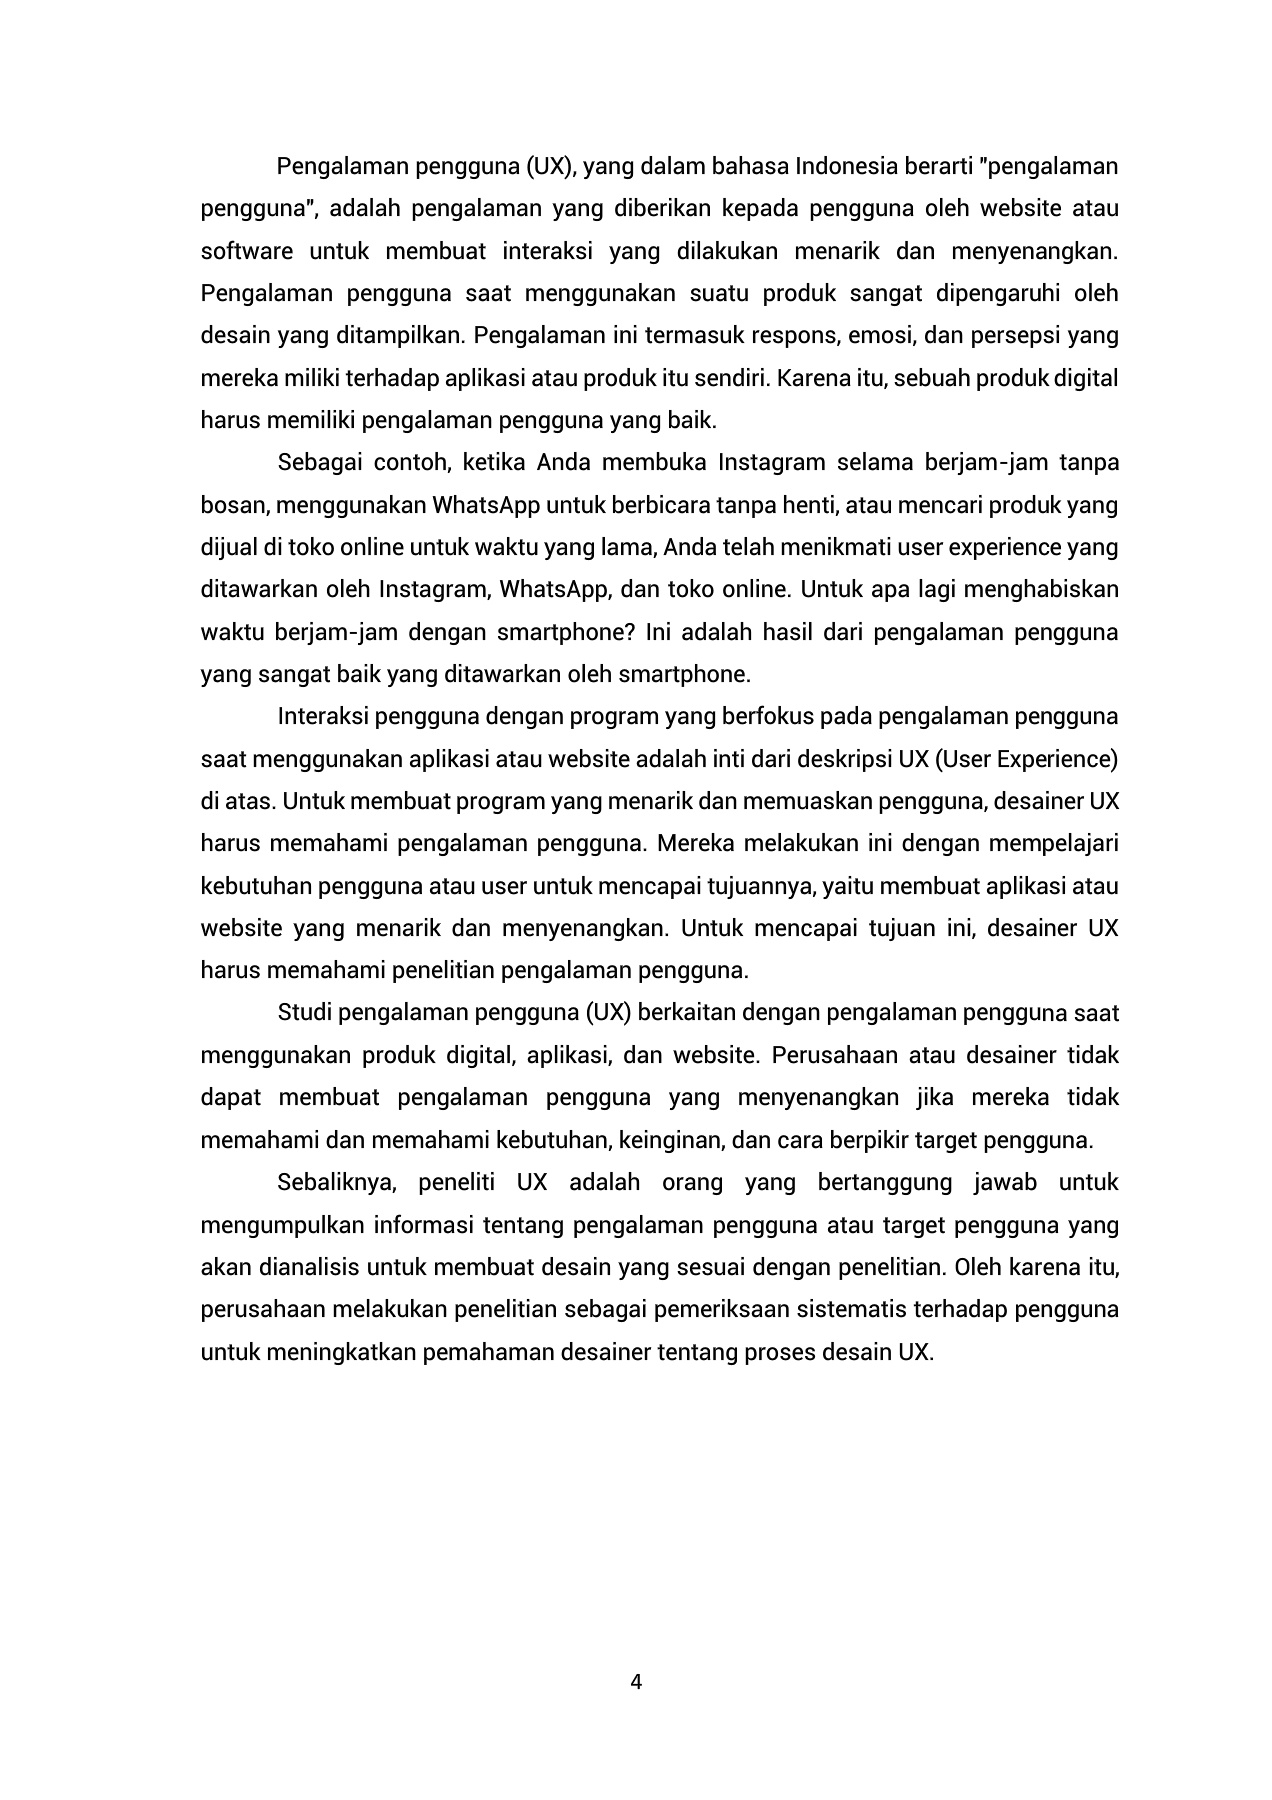 Pengalaman pengguna (UX), yang dalam bahasa Indonesia berarti "pengalaman
pengguna", adalah pengalaman yang diberikan kepada pengguna oleh website atau
software untuk membuat interaksi yang dilakukan menarik dan menyenangkan.
Pengalaman pengguna saat menggunakan suatu produk sangat dipengaruhi oleh
desain yang ditampilkan. Pengalaman ini termasuk respons, emosi, dan persepsi yang
mereka miliki terhadap aplikasi atau produk itu sendiri. Karena itu, sebuah produk digital
harus memiliki pengalaman pengguna yang baik.
Sebagai contoh, ketika Anda membuka Instagram selama berjam-jam tanpa
bosan, menggunakan WhatsApp untuk berbicara tanpa henti, atau mencari produk yang
dijual di toko online untuk waktu yang lama, Anda telah menikmati user experience yang
ditawarkan oleh Instagram, WhatsApp, dan toko online. Untuk apa lagi menghabiskan
waktu berjam-jam dengan smartphone? Ini adalah hasil dari pengalaman pengguna
yang sangat baik yang ditawarkan oleh smartphone.
Interaksi pengguna dengan program yang berfokus pada pengalaman pengguna
saat menggunakan aplikasi atau website adalah inti dari deskripsi UX (User Experience)
di atas. Untuk membuat program yang menarik dan memuaskan pengguna, desainer UX
harus memahami pengalaman pengguna. Mereka melakukan ini dengan mempelajari
kebutuhan pengguna atau user untuk mencapai tujuannya, yaitu membuat aplikasi atau
website yang menarik dan menyenangkan. Untuk mencapai tujuan ini, desainer UX
harus memahami penelitian pengalaman pengguna.
Studi pengalaman pengguna (UX) berkaitan dengan pengalaman pengguna saat
menggunakan produk digital, aplikasi, dan website. Perusahaan atau desainer tidak
dapat membuat pengalaman pengguna yang menyenangkan jika mereka tidak
memahami dan memahami kebutuhan, keinginan, dan cara berpikir target pengguna.
Sebaliknya, peneliti UX adalah orang yang bertanggung jawab untuk
mengumpulkan informasi tentang pengalaman pengguna atau target pengguna yang
akan dianalisis untuk membuat desain yang sesuai dengan penelitian. Oleh karena itu,
perusahaan melakukan penelitian sebagai pemeriksaan sistematis terhadap pengguna
untuk meningkatkan pemahaman desainer tentang proses desain UX.
4